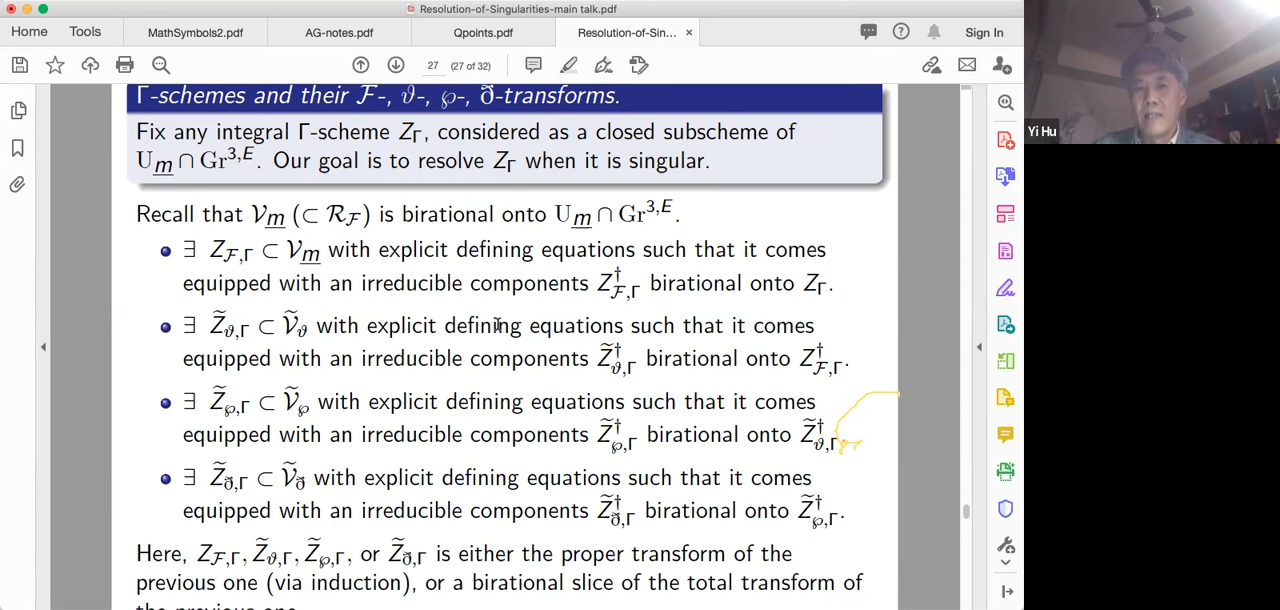 Resolution-of-Singularities-main talk.pdf
Home Tools MathSymbols2.pdf AG-notes.pdf Qpoints.pdf Resolution-of-Sin... × Sign In
27 (27 of 32)
Γ-schemes and their ℱ-, ϑ-, ℘-, ð-transforms.
Fix any integral Γ-scheme Z_Γ, considered as a closed subscheme of
U_m ∩ Gr^{3,E}. Our goal is to resolve Z_Γ when it is singular.
Yi Hu
Recall that 𝒱_m (⊂ ℛ_ℱ) is birational onto U_m ∩ Gr^{3,E}.
• ∃ Z_{ℱ,Γ} ⊂ 𝒱_m with explicit defining equations such that it comes
equipped with an irreducible components Z†_{ℱ,Γ} birational onto Z_Γ.
• ∃ Z̃_{ϑ,Γ} ⊂ 𝒱̃_ϑ with explicit defining equations such that it comes
equipped with an irreducible components Z̃†_{ϑ,Γ} birational onto Z†_{ℱ,Γ}.
• ∃ Z̃_{℘,Γ} ⊂ 𝒱̃_℘ with explicit defining equations such that it comes
equipped with an irreducible components Z̃†_{℘,Γ} birational onto Z̃†_{ϑ,Γ}.
• ∃ Z̃_{ð,Γ} ⊂ 𝒱̃_ð with explicit defining equations such that it comes
equipped with an irreducible components Z̃†_{ð,Γ} birational onto Z̃†_{℘,Γ}.
Here, Z_{ℱ,Γ}, Z̃_{ϑ,Γ}, Z̃_{℘,Γ}, or Z̃_{ð,Γ} is either the proper transform of the
previous one (via induction), or a birational slice of the total transform of
the previous one